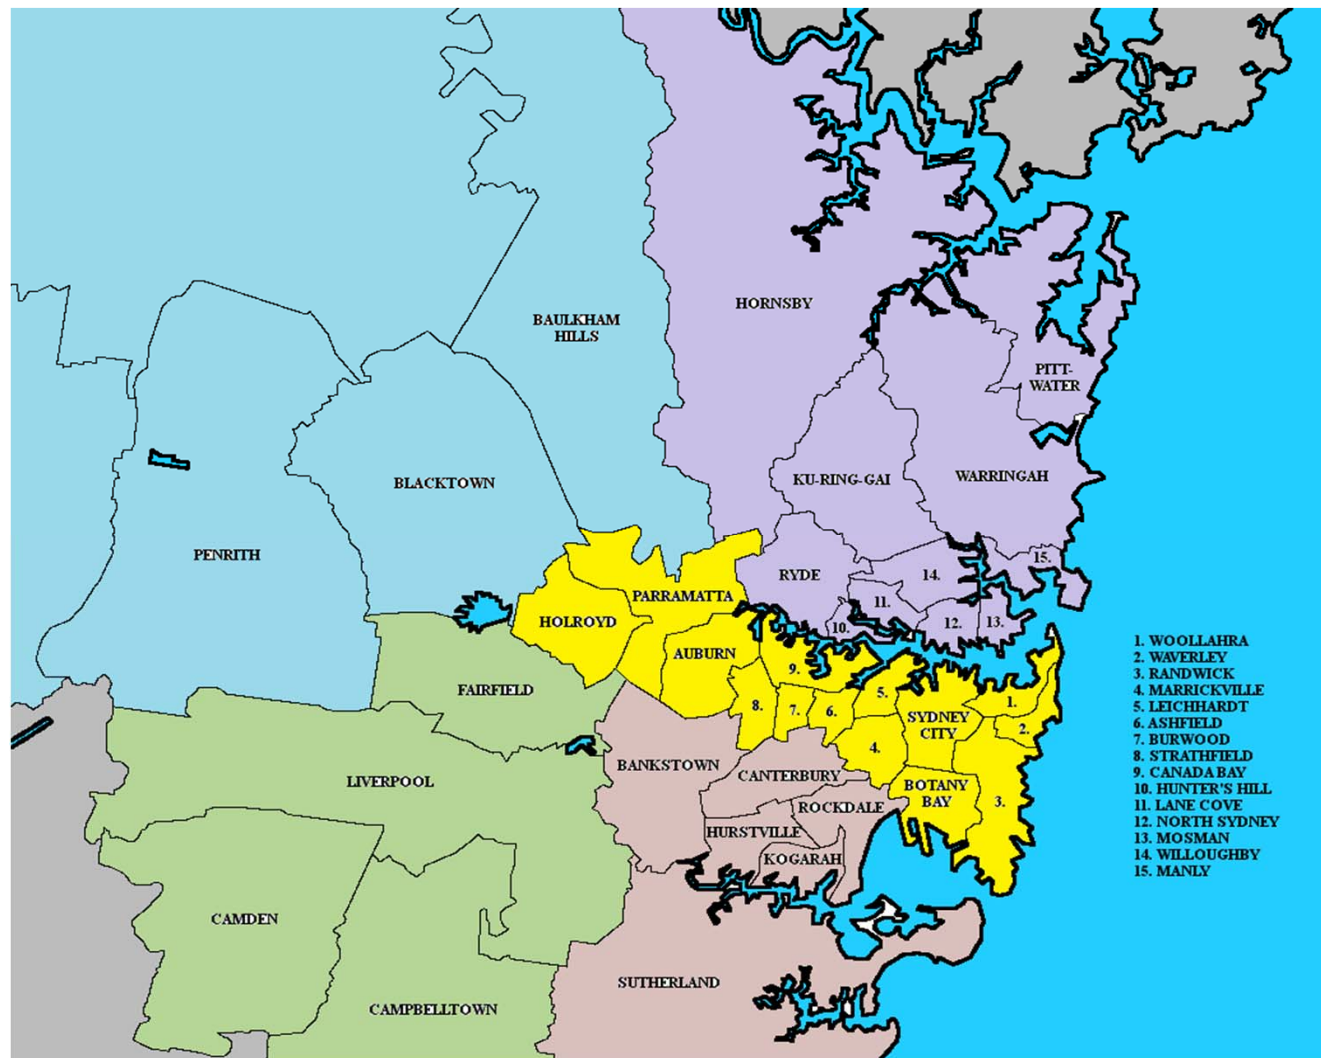 HORNSBY
BAULKHAM
HILLS
PITT-
WATER
KU-RING-GAI
WARRINGAH
BLACKTOWN
PENRITH
15.
RYDE
14.
11.
PARRAMATTA
HOLROYD
12.
13.
10.
AUBURN
9.
FAIRFIELD
5.
1.
8.
7.
6.
SYDNEY
CITY
2.
4.
BANKSTOWN
CANTERBURY
LIVERPOOL
BOTANY
BAY
3.
ROCKDALE
HURSTVILLE
KOGARAH
CAMDEN
SUTHERLAND
CAMPBELLTOWN
1. WOOLLAHRA
2. WAVERLEY
3. RANDWICK
4. MARRICKVILLE
5. LEICHHARDT
6. ASHFIELD
7. BURWOOD
8. STRATHFIELD
9. CANADA BAY
10. HUNTER'S HILL
11. LANE COVE
12. NORTH SYDNEY
13. MOSMAN
14. WILLOUGHBY
15. MANLY